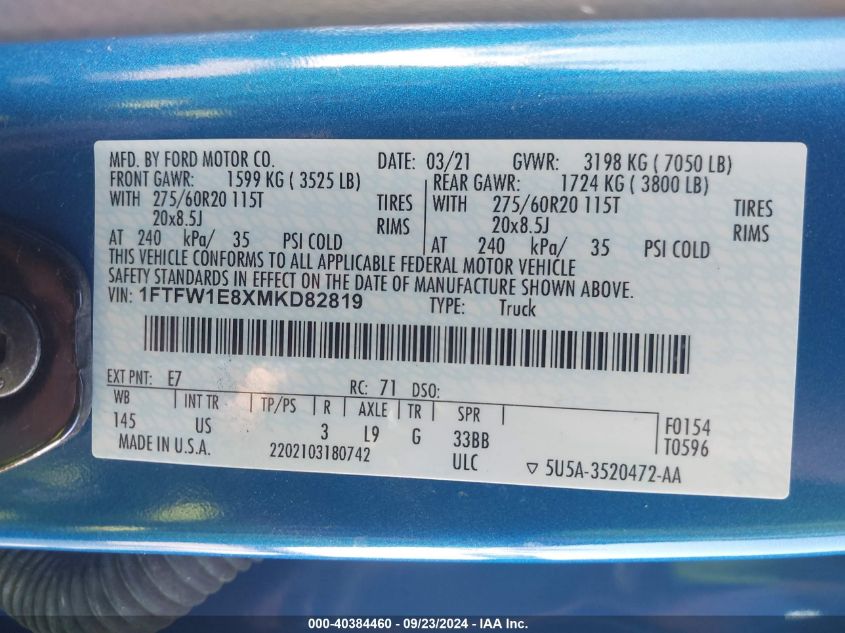 MFD. BY FORD MOTOR CO. DATE: 03/21 GVWR: 3198 KG ( 7050 LB)
FRONT GAWR: 1599 KG ( 3525 LB) REAR GAWR: 1724 KG ( 3800 LB)
WITH 275/60R20 115T TIRES WITH 275/60R20 115T TIRES
20x8.5J RIMS 20x8.5J RIMS
AT 240 kPa/ 35 PSI COLD AT 240 kPa/ 35 PSI COLD
THIS VEHICLE CONFORMS TO ALL APPLICABLE FEDERAL MOTOR VEHICLE
SAFETY STANDARDS IN EFFECT ON THE DATE OF MANUFACTURE SHOWN ABOVE.
VIN: 1FTFW1E8XMKD82819 TYPE: Truck
EXT PNT: E7 RC: 71 DSO:
WB INT TR TP/PS R AXLE TR SPR
145 US 3 L9 G 33BB F0154
MADE IN U.S.A. 2202103180742 ULC T0596
▽ 5U5A-3520472-AA
000-40384460 - 09/23/2024 - IAA Inc.